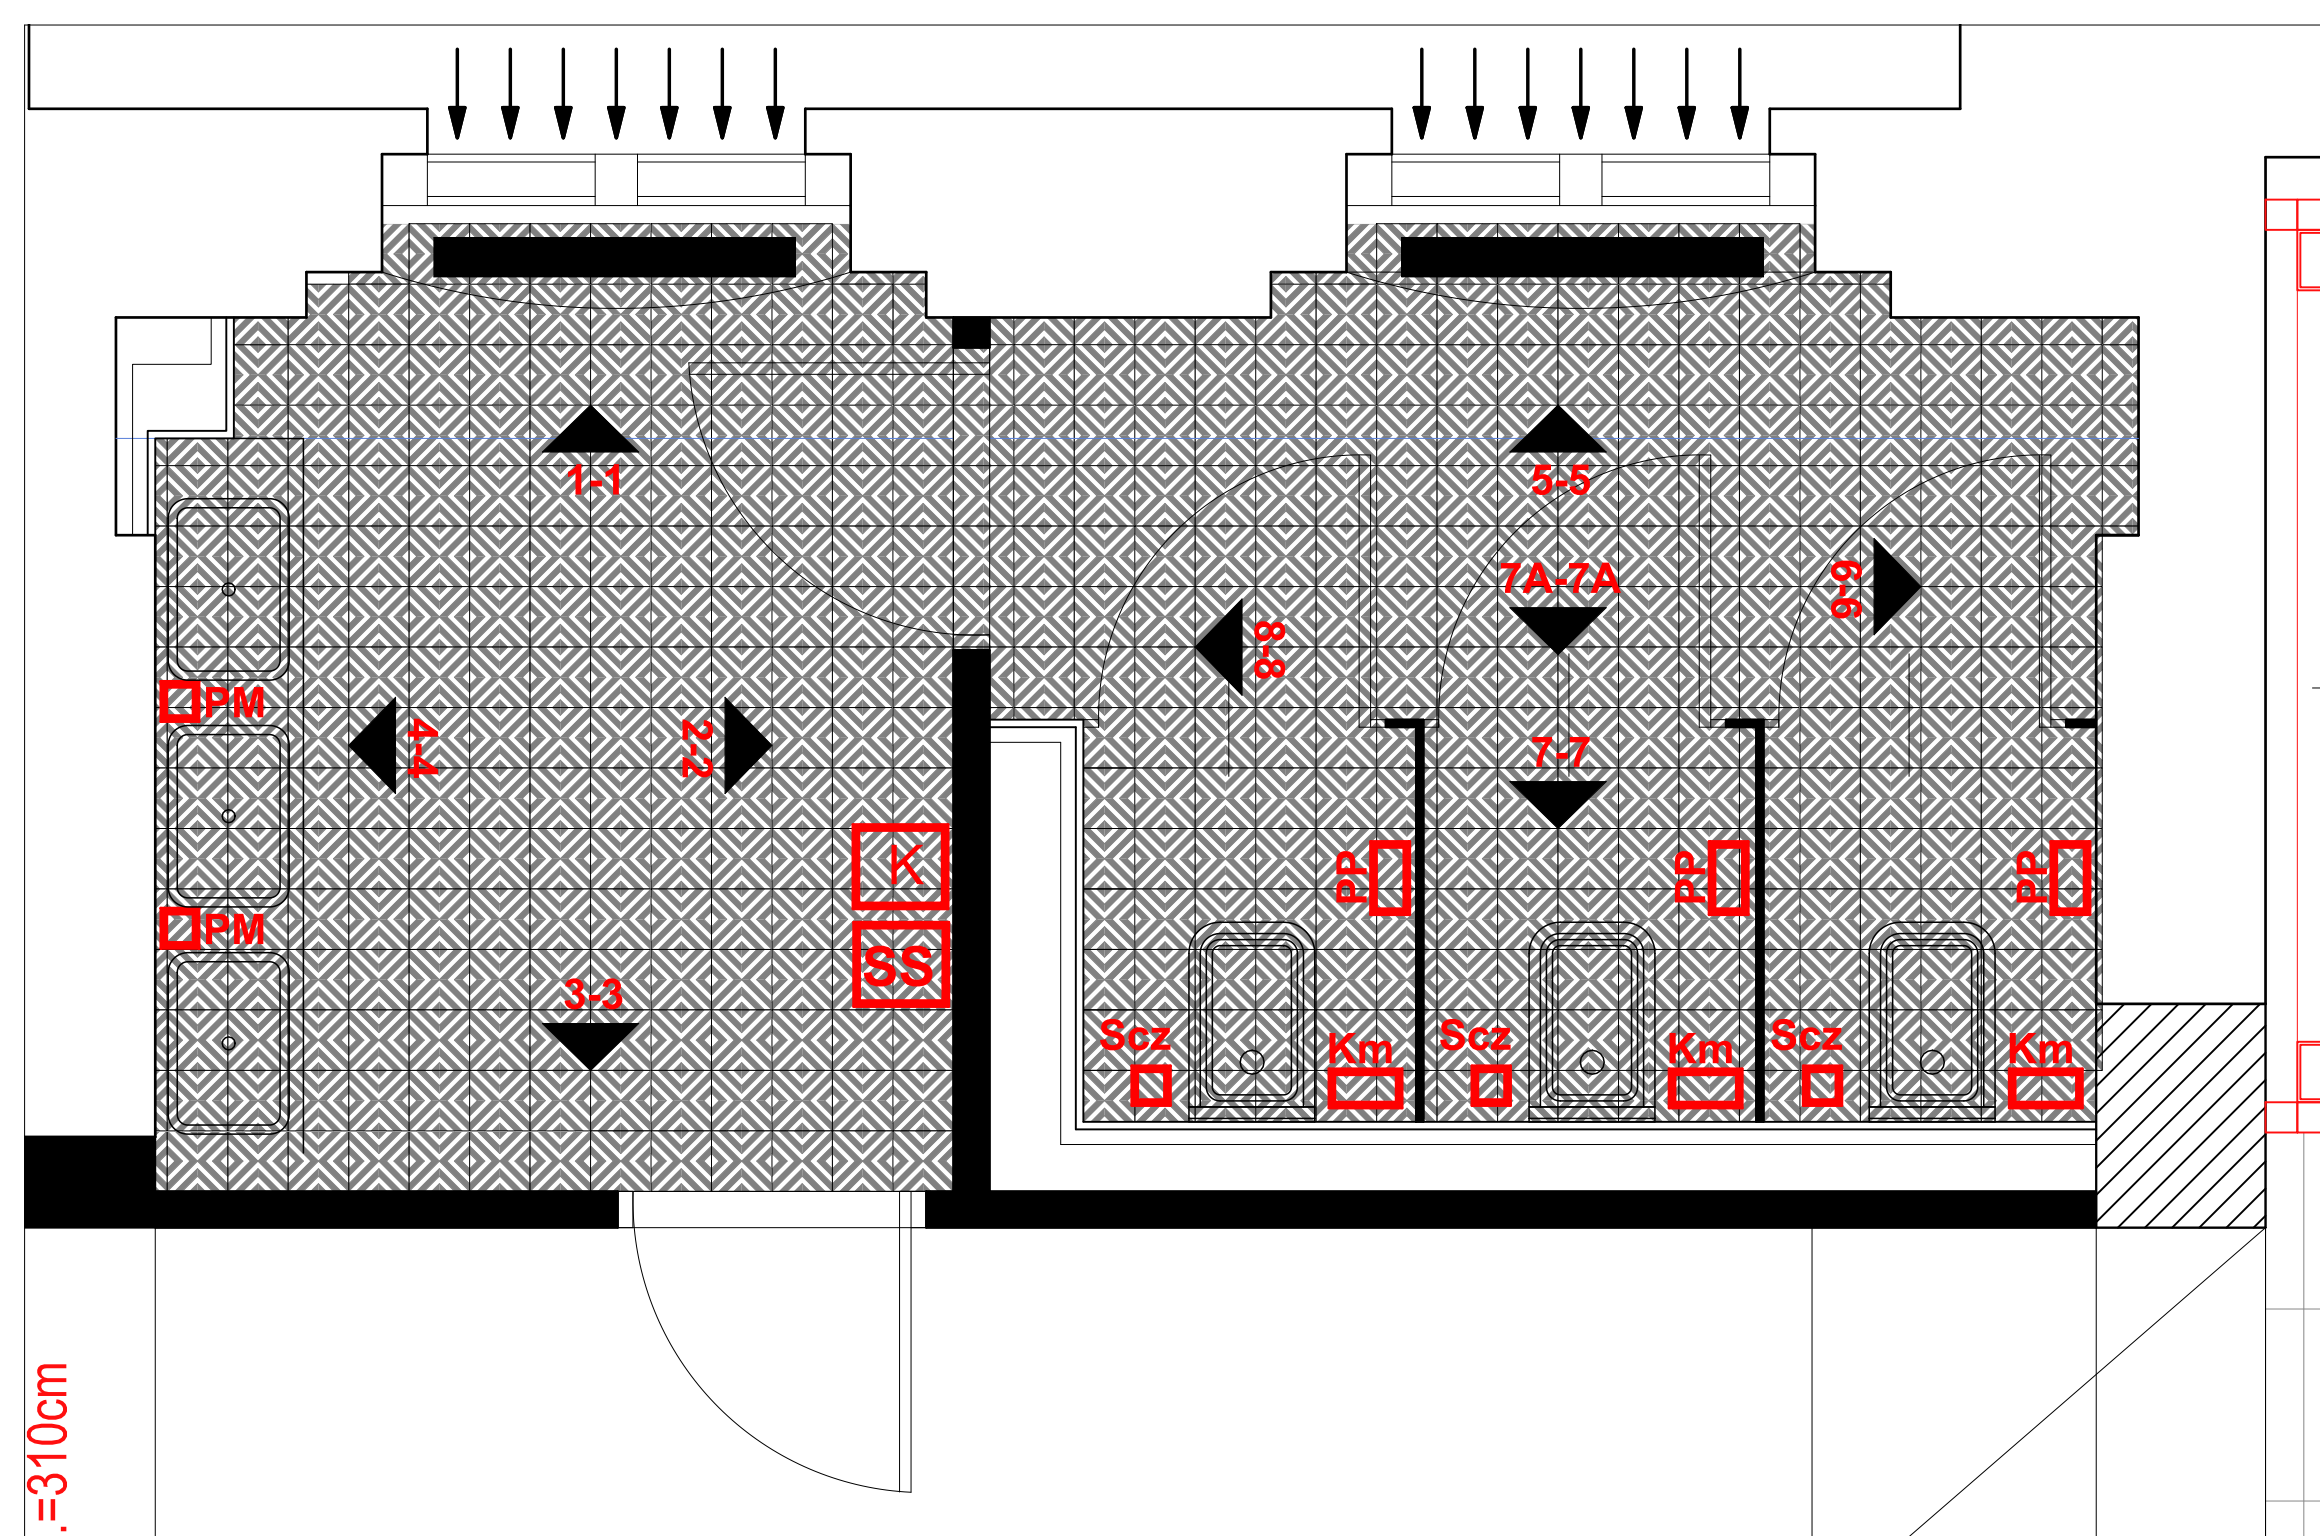 1-1
5-5
7A-7A
6-6
8-8
PM
4-4
2-2
7-7
K
PP
PP
PP
PM
SS
3-3
Scz
Km
Scz
Km
Scz
Km
.=310cm